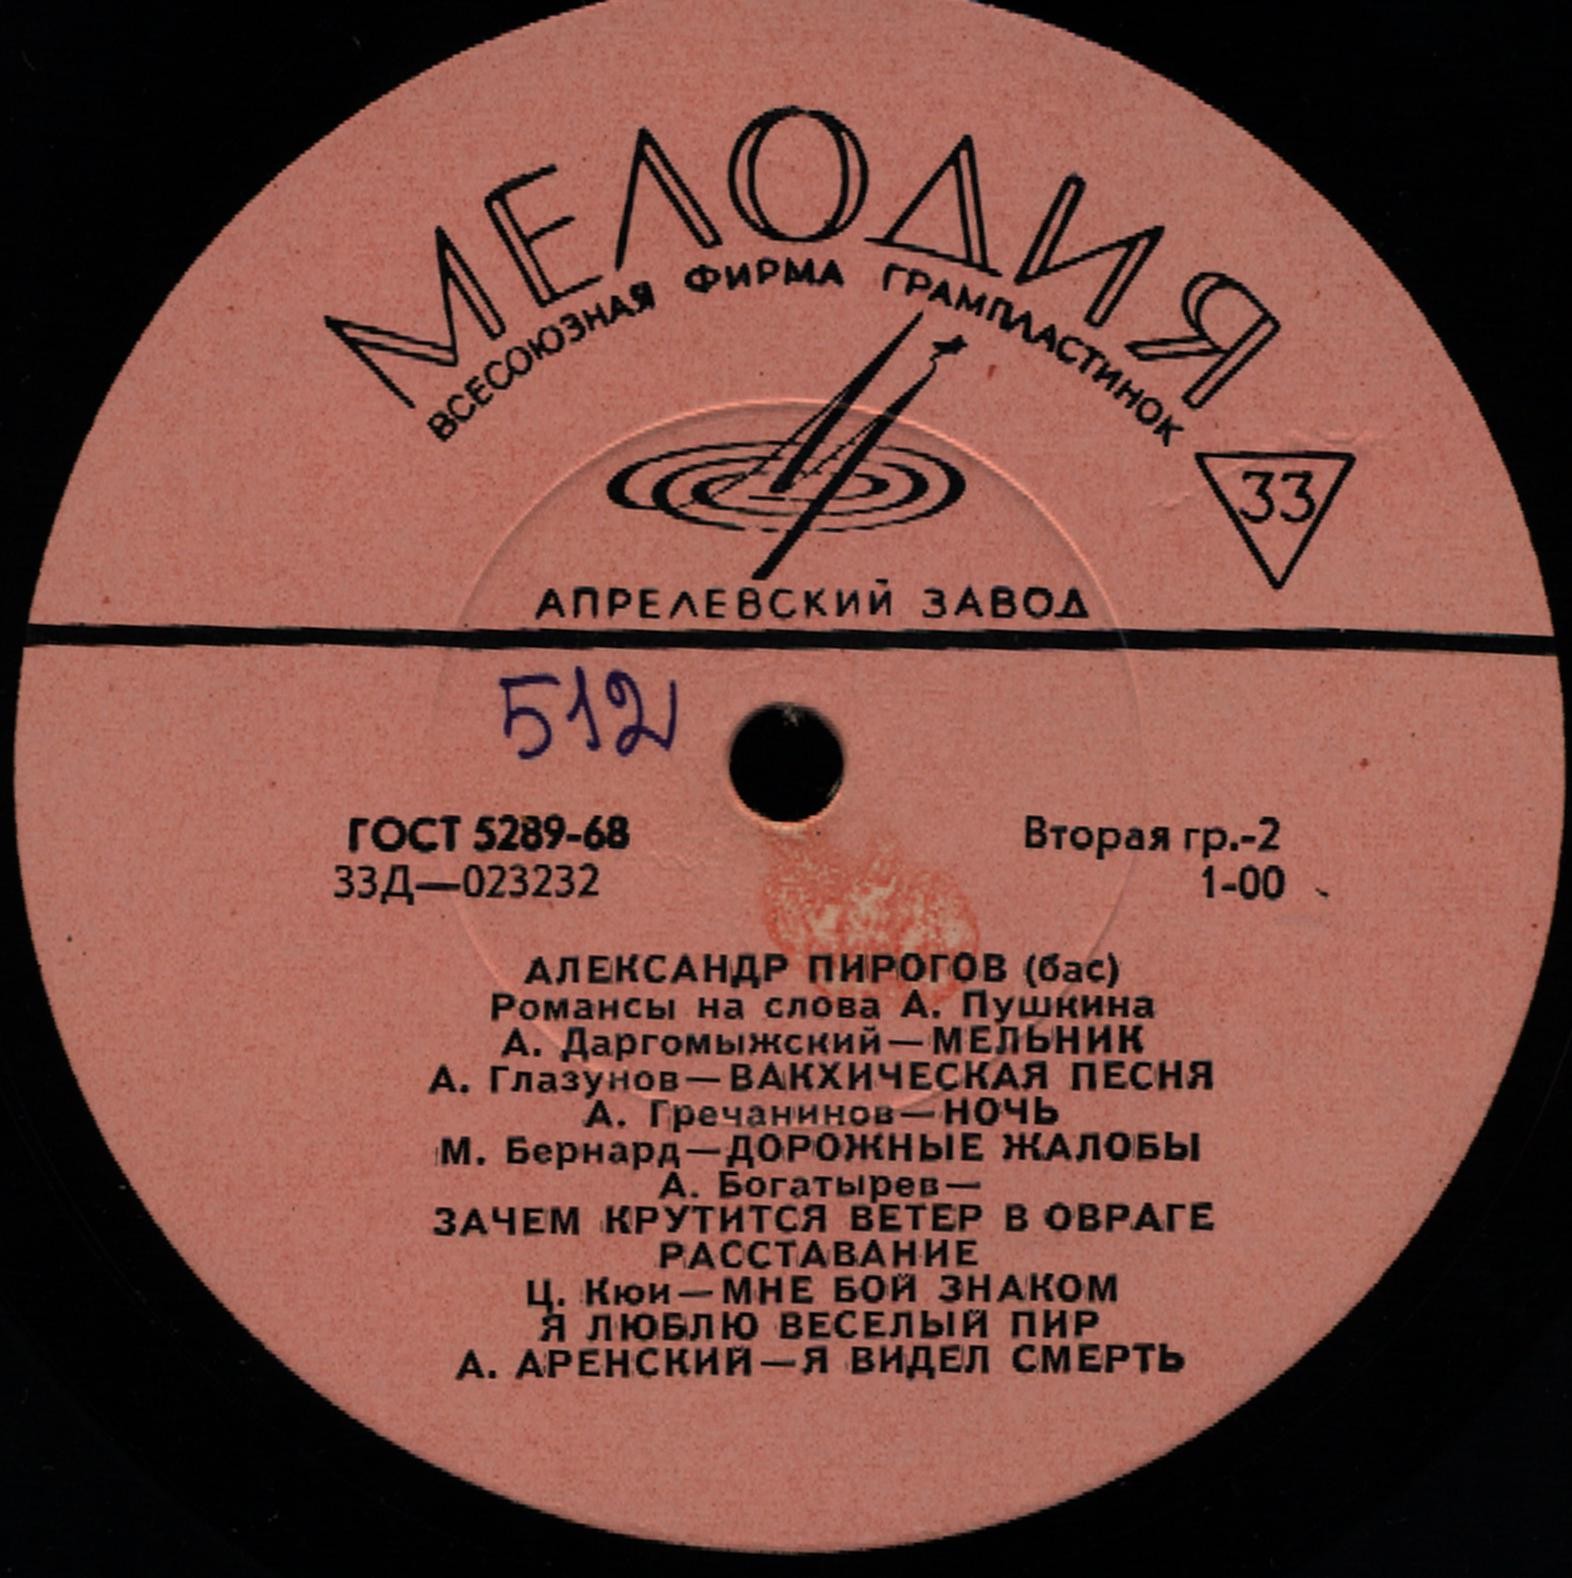 МЕЛОДИЯ
ВСЕСОЮЗНАЯ ФИРМА ГРАМПЛАСТИНОК
33
АПРЕЛЕВСКИЙ ЗАВОД
512
ГОСТ 5289-68
Вторая гр.-2
33Д—023232
1-00
АЛЕКСАНДР ПИРОГОВ (бас)
Романсы на слова А. Пушкина
А. Даргомыжский—МЕЛЬНИК
А. Глазунов—ВАКХИЧЕСКАЯ ПЕСНЯ
А. Гречанинов—НОЧЬ
М. Бернард—ДОРОЖНЫЕ ЖАЛОБЫ
А. Богатырев—
ЗАЧЕМ КРУТИТСЯ ВЕТЕР В ОВРАГЕ
РАССТАВАНИЕ
Ц. Кюи—МНЕ БОЙ ЗНАКОМ
Я ЛЮБЛЮ ВЕСЕЛЫЙ ПИР
А. АРЕНСКИЙ—Я ВИДЕЛ СМЕРТЬ